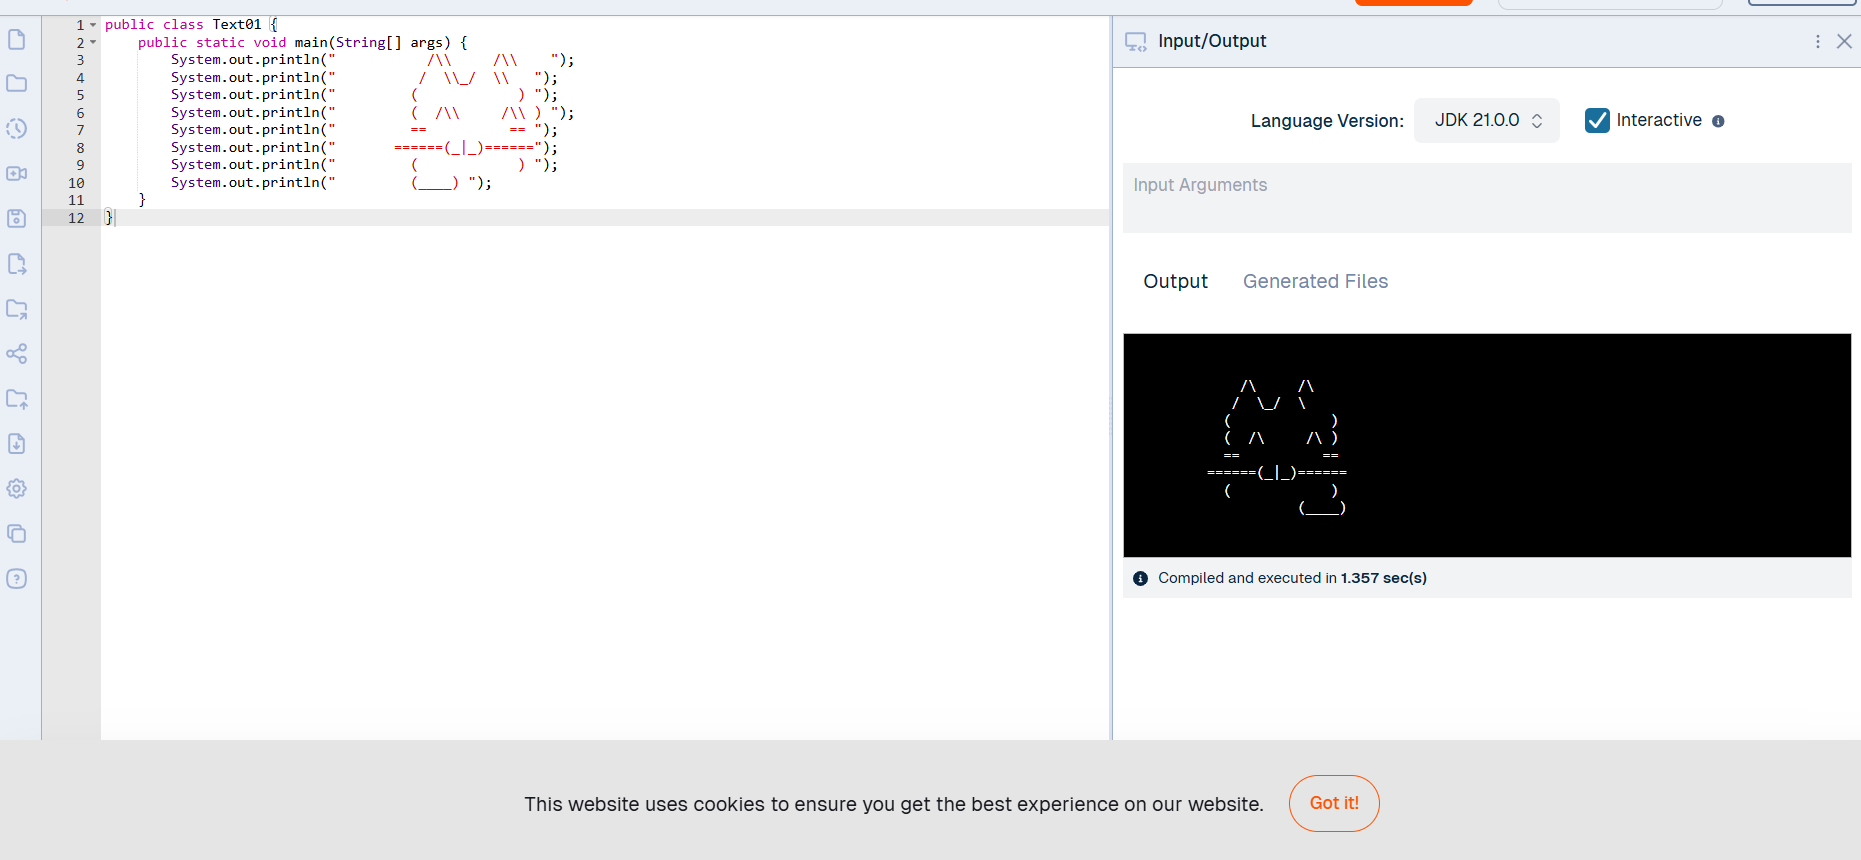 1 public class Text01 {
2     public static void main(String[] args) {
3         System.out.println("           /\\     /\\    ");
4         System.out.println("          /  \\_/  \\   ");
5         System.out.println("         (            ) ");
6         System.out.println("         (  /\\     /\\ ) ");
7         System.out.println("         ==          == ");
8         System.out.println("       ======(_|_)======");
9         System.out.println("         (            ) ");
10         System.out.println("         (____) ");
11     }
12 }
Input/Output
Language Version: JDK 21.0.0 Interactive
Input Arguments
Output Generated Files
    /\     /\
   /  \_/  \
  (            )
  (  /\     /\ )
  ==          ==
======(_|_)======
  (            )
           (____)
Compiled and executed in 1.357 sec(s)
This website uses cookies to ensure you get the best experience on our website. Got it!